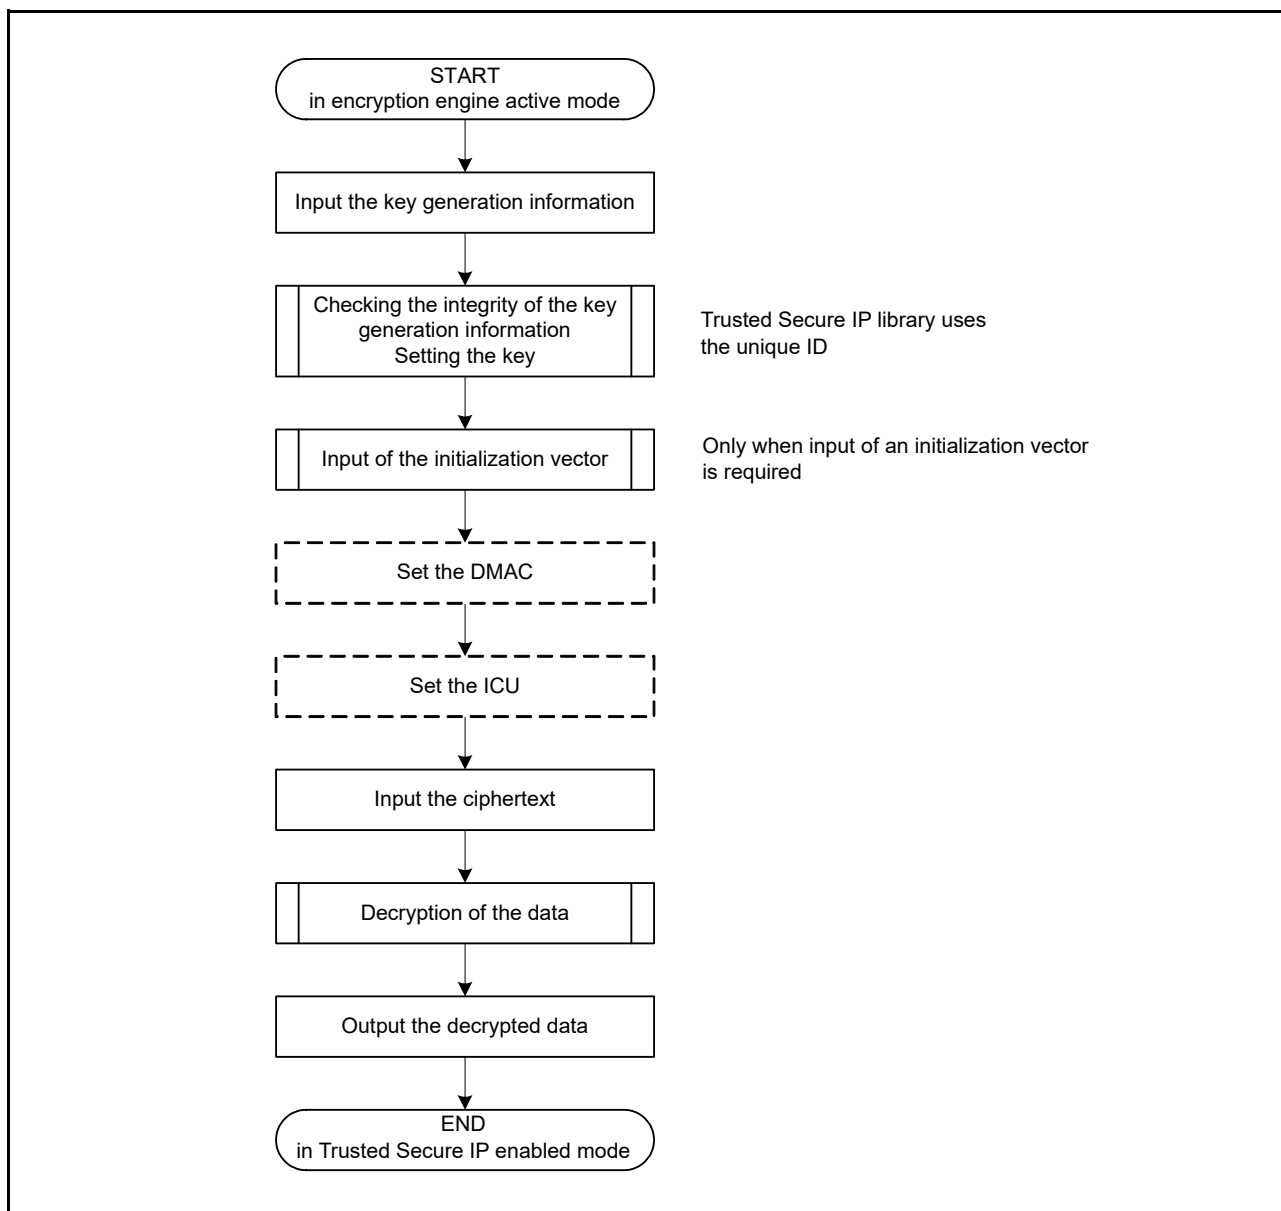 START
in encryption engine active mode
Input the key generation information
Checking the integrity of the key
generation information
Setting the key
Trusted Secure IP library uses
the unique ID
Input of the initialization vector
Only when input of an initialization vector
is required
Set the DMAC
Set the ICU
Input the ciphertext
Decryption of the data
Output the decrypted data
END
in Trusted Secure IP enabled mode